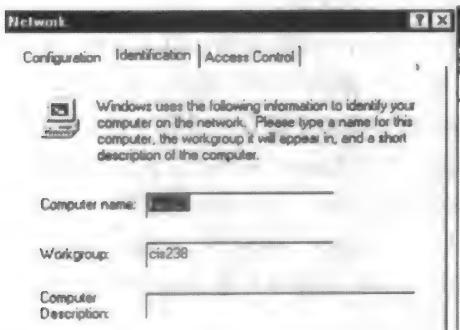 Network
Configuration Identification Access Control
Windows uses the following information to identify your
computer on the network. Please type a name for this
computer, the workgroup it will appear in, and a short
description of the computer.
Computer name:
Workgroup: cis238
Computer
Description: